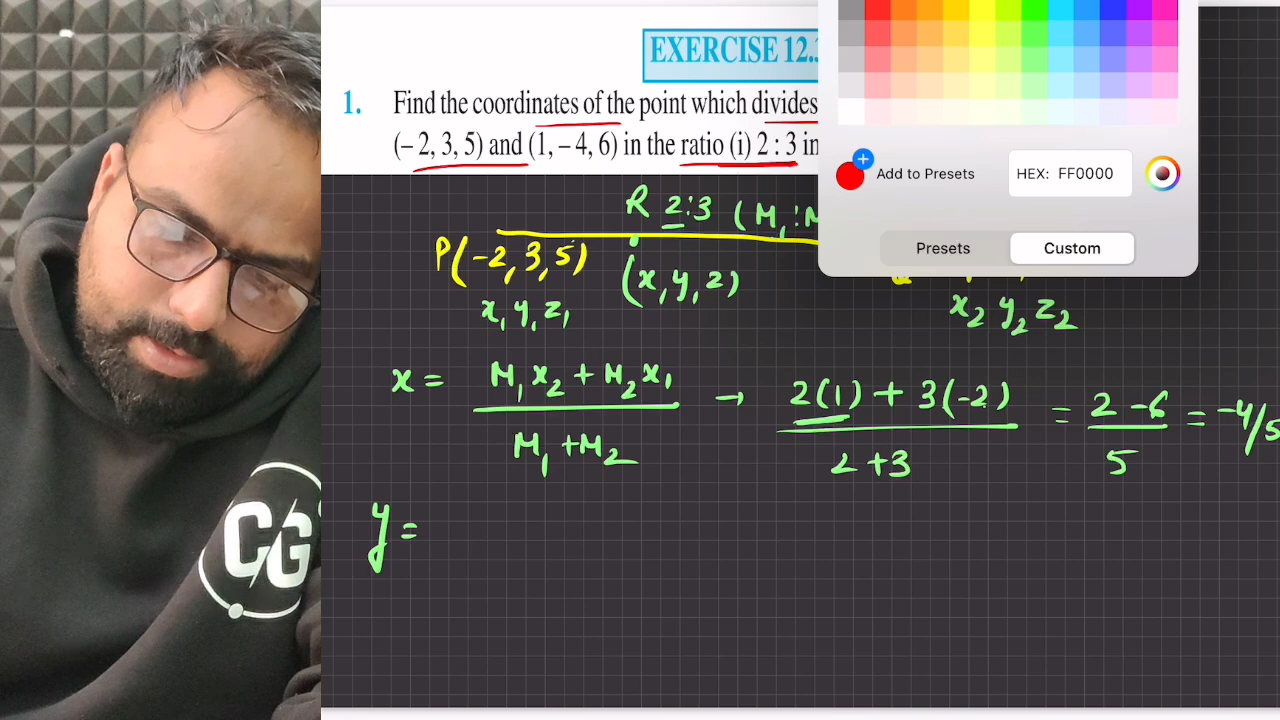 EXERCISE 12.
1. Find the coordinates of the point which divides
(– 2, 3, 5) and (1, – 4, 6) in the ratio (i) 2 : 3 in
Add to Presets
HEX: FF0000
Presets Custom
R 2:3 (M₁:M
P(-2, 3, 5)
(x, y, z)
x₁ y₁ z₁
x₂ y₂ z₂
x = M₁x₂ + M₂x₁ / M₁ + M₂ → 2(1) + 3(-2) / 2+3 = 2-6 / 5 = -4/5
y =
CG